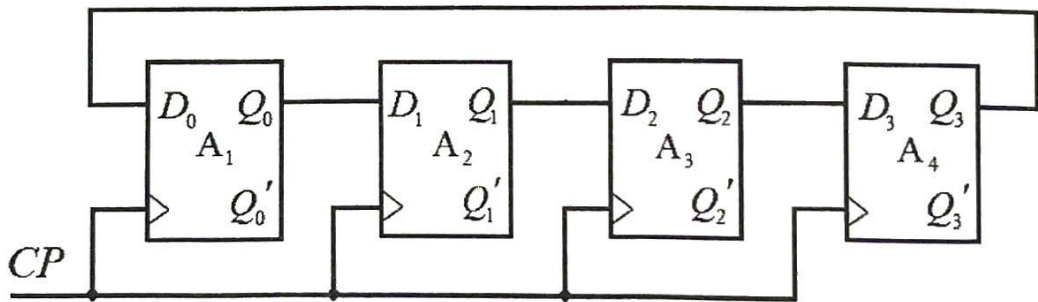 D₀ Q₀ D₁ Q₁ D₂ Q₂ D₃ Q₃
A₁ A₂ A₃ A₄
Q₀' Q₁' Q₂' Q₃'
CP